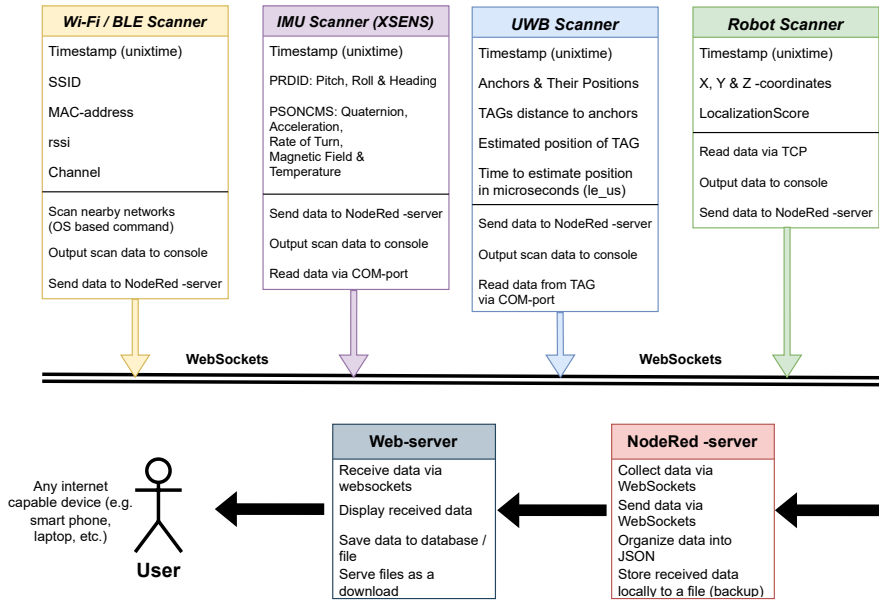 Wi-Fi / BLE Scanner
Timestamp (unixtime)
SSID
MAC-address
rssi
Channel
Scan nearby networks
(OS based command)
Output scan data to console
Send data to NodeRed -server
IMU Scanner (XSENS)
Timestamp (unixtime)
PRDID: Pitch, Roll & Heading
PSONCMS: Quaternion,
Acceleration,
Rate of Turn,
Magnetic Field &
Temperature
Send data to NodeRed -server
Output scan data to console
Read data via COM-port
UWB Scanner
Timestamp (unixtime)
Anchors & Their Positions
TAGs distance to anchors
Estimated position of TAG
Time to estimate position
in microseconds (le_us)
Send data to NodeRed -server
Output scan data to console
Read data from TAG
via COM-port
Robot Scanner
Timestamp (unixtime)
X, Y & Z -coordinates
LocalizationScore
Read data via TCP
Output data to console
Send data to NodeRed -server
WebSockets
WebSockets
Any internet
capable device (e.g.
smart phone,
laptop, etc.)
User
Web-server
Receive data via
websockets
Display received data
Save data to database /
file
Serve files as a
download
NodeRed -server
Collect data via
WebSockets
Send data via
WebSockets
Organize data into
JSON
Store received data
locally to a file (backup)